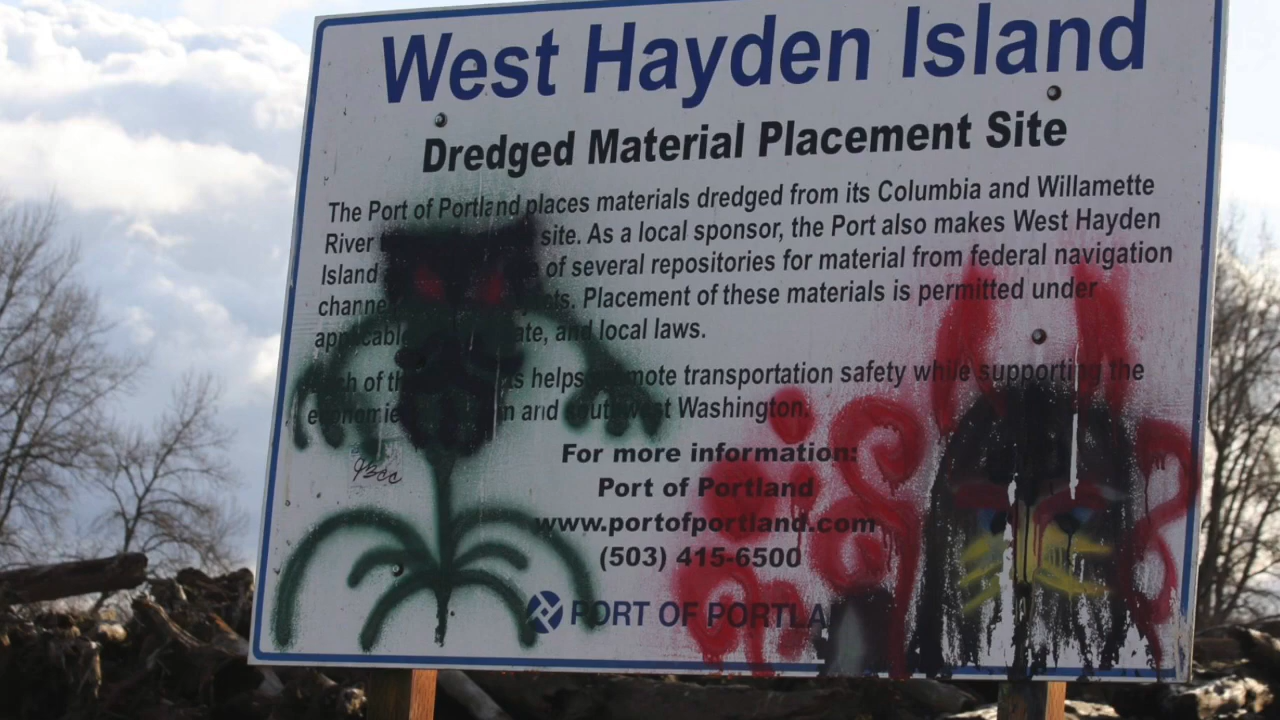 West Hayden Island
Dredged Material Placement Site
The Port of Portland places materials dredged from its Columbia and Willamette
River site. As a local sponsor, the Port also makes West Hayden
Island of several repositories for material from federal navigation
Placement of these materials is permitted under
and local laws.
of helps transportation safety while supporting the
and southwest Washington.
For more information:
Port of Portland
www.portofportland.com
(503) 415-6500
PORT OF PORTLA